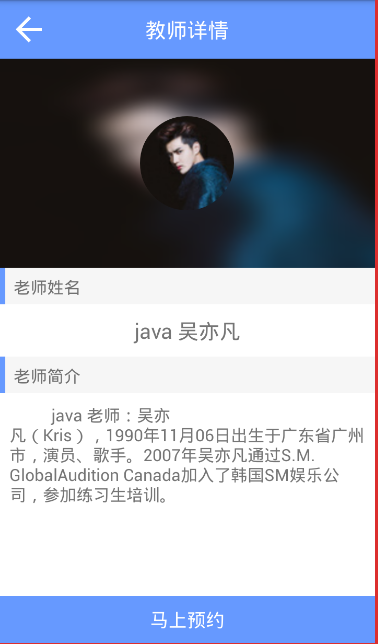 教师详情
老师姓名
java 吴亦凡
老师简介
java 老师：吴亦
凡（Kris），1990年11月06日出生于广东省广州
市，演员、歌手。2007年吴亦凡通过S.M.
GlobalAudition Canada加入了韩国SM娱乐公
司，参加练习生培训。
马上预约